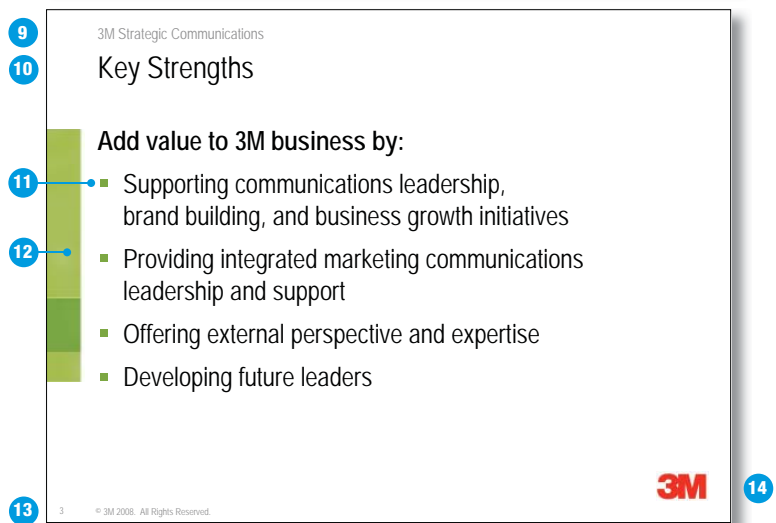 9
3M Strategic Communications
10
Key Strengths
Add value to 3M business by:
11
Supporting communications leadership,
brand building, and business growth initiatives
12
Providing integrated marketing communications
leadership and support
Offering external perspective and expertise
Developing future leaders
3M
14
13
3 © 3M 2008. All Rights Reserved.